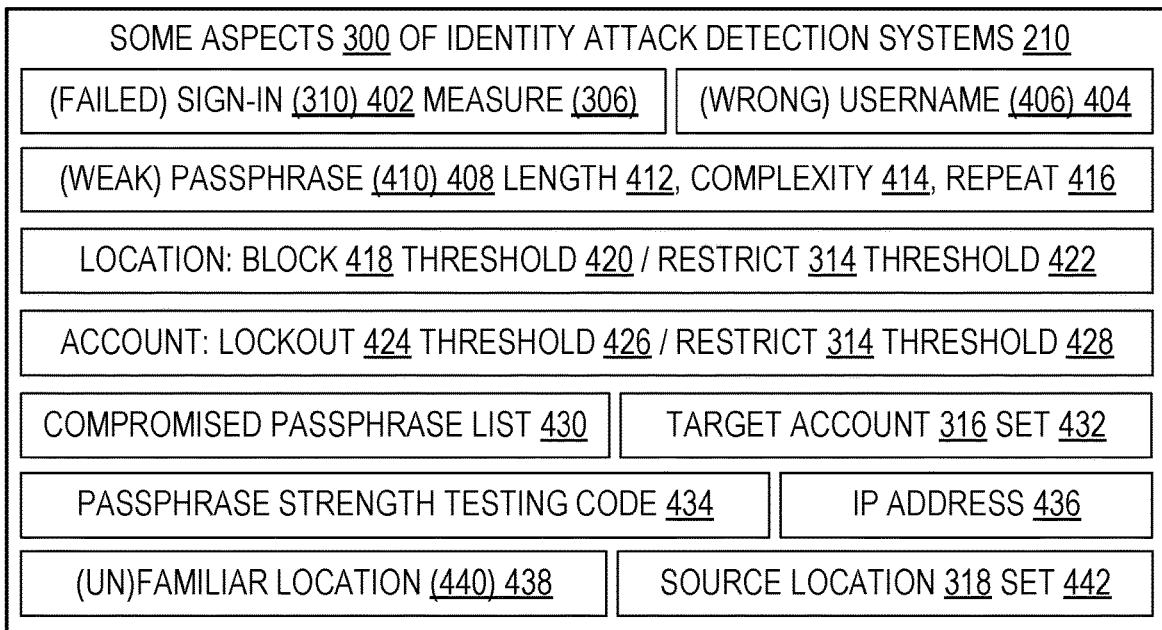 SOME ASPECTS 300 OF IDENTITY ATTACK DETECTION SYSTEMS 210
(FAILED) SIGN-IN (310) 402 MEASURE (306)
(WRONG) USERNAME (406) 404
(WEAK) PASSPHRASE (410) 408 LENGTH 412, COMPLEXITY 414, REPEAT 416
LOCATION: BLOCK 418 THRESHOLD 420 / RESTRICT 314 THRESHOLD 422
ACCOUNT: LOCKOUT 424 THRESHOLD 426 / RESTRICT 314 THRESHOLD 428
COMPROMISED PASSPHRASE LIST 430
TARGET ACCOUNT 316 SET 432
PASSPHRASE STRENGTH TESTING CODE 434
IP ADDRESS 436
(UN)FAMILIAR LOCATION (440) 438
SOURCE LOCATION 318 SET 442